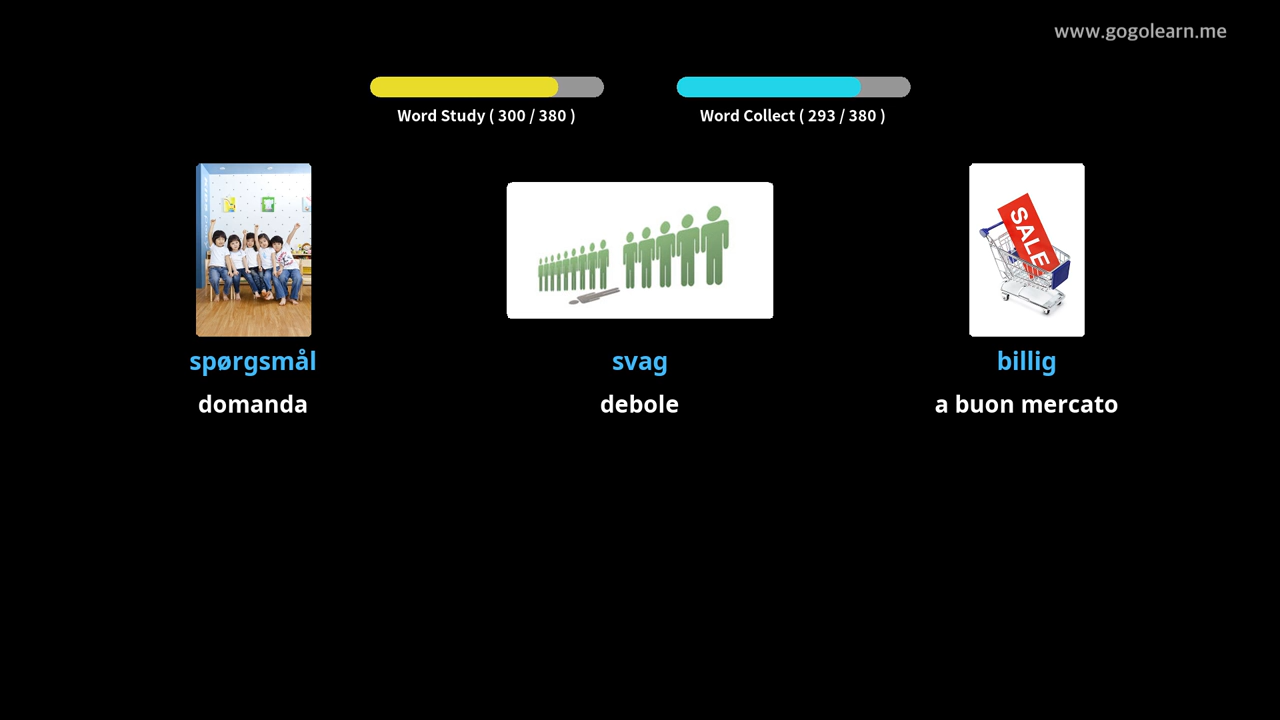 www.gogolearn.me
Word Study ( 300 / 380 )
Word Collect ( 293 / 380 )
SALE
spørgsmål
svag
billig
domanda
debole
a buon mercato